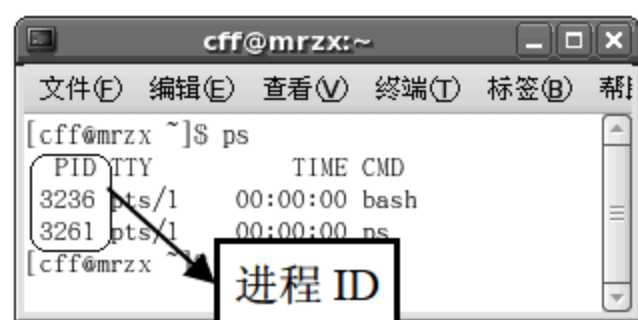 cff@mrzx:~
文件(F) 编辑(E) 查看(V) 终端(T) 标签(B)
[cff@mrzx ~]$ ps
PID TTY TIME CMD
3236 pts/1 00:00:00 bash
3261 pts/1 00:00:00 ps
[cff@mrzx ~]
进程 ID